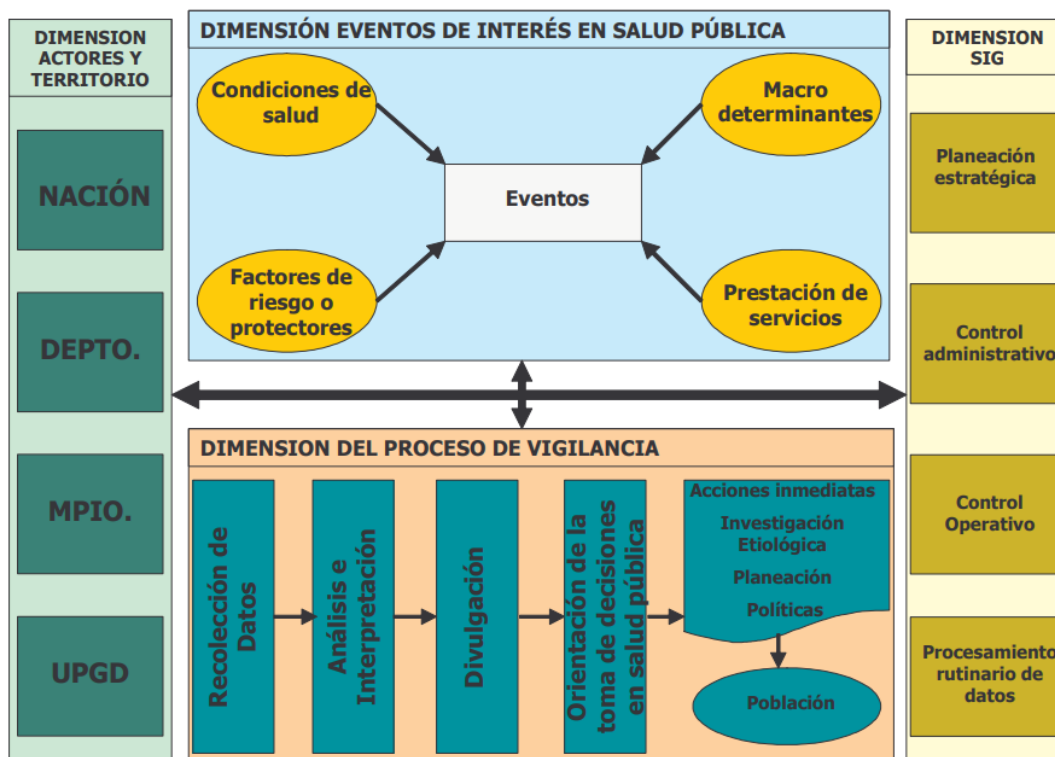 DIMENSION
ACTORES Y
TERRITORIO
NACIÓN
DEPTO.
MPIO.
UPGD
DIMENSIÓN EVENTOS DE INTERÉS EN SALUD PÚBLICA
Condiciones de
salud
Macro
determinantes
Eventos
Factores de
riesgo o
protectores
Prestación de
servicios
DIMENSION DEL PROCESO DE VIGILANCIA
Recolección de
Datos
Análisis e
Interpretación
Divulgación
Orientación de la
toma de decisiones
en salud pública
Acciones inmediatas
Investigación
Etiológica
Planeación
Políticas
Población
DIMENSION
SIG
Planeación
estratégica
Control
administrativo
Control
Operativo
Procesamiento
rutinario de
datos